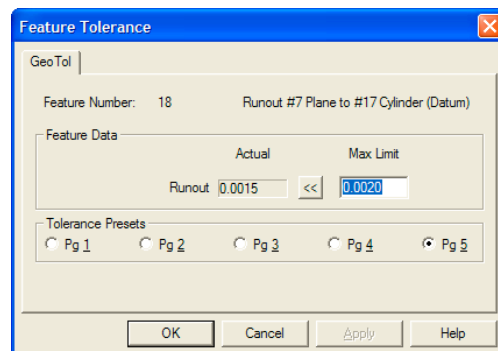 Feature Tolerance
GeoTol
Feature Number: 18 Runout #7 Plane to #17 Cylinder (Datum)
Feature Data
Actual Max Limit
Runout 0.0015 << 0.0020
Tolerance Presets
Pg 1 Pg 2 Pg 3 Pg 4 Pg 5
OK Cancel Apply Help